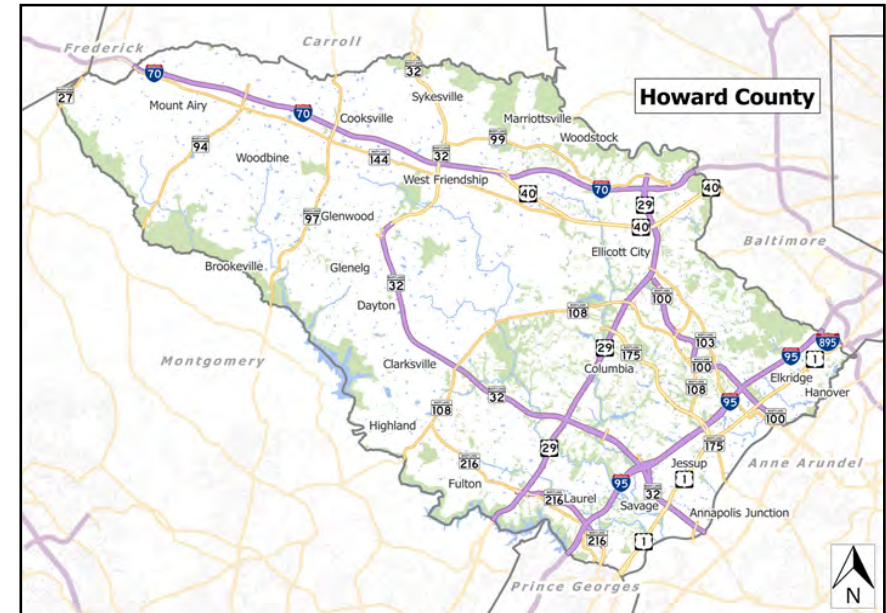 Frederick
Carroll
Howard County
70
32
Sykesville
27
Mount Airy
70
Cooksville
Marriottsville
Woodstock
94
Woodbine
144
32
99
West Friendship
40
70
29
40
97
Glenwood
40
Ellicott City
Baltimore
Brookeville
Glenelg
32
Dayton
100
108
Montgomery
Clarksville
29
175
Columbia
103
100
108
95
895
1
Elkridge
Hanover
32
108
95
100
Highland
29
175
216
Fulton
Jessup
Anne Arundel
95
1
216
Laurel
32
Savage
Annapolis Junction
216
1
Prince Georges
N